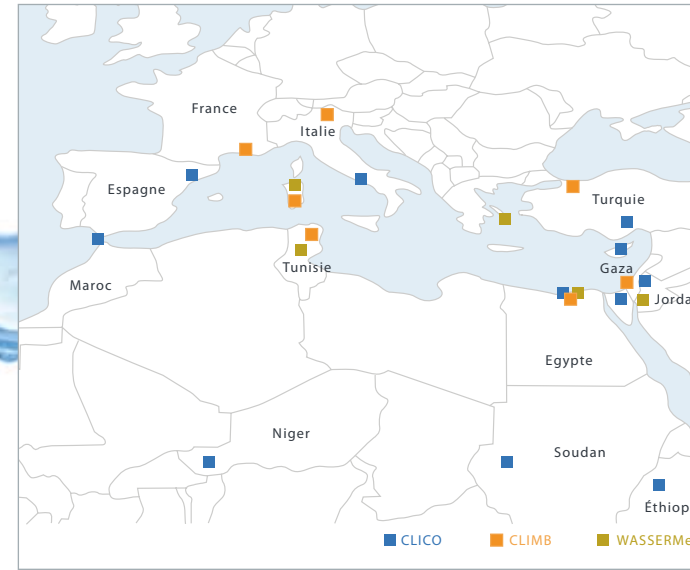 France
Italie
Espagne
Turquie
Tunisie
Gaza
Maroc
Jorda
Egypte
Niger
Soudan
Éthiop
CLICO CLIMB WASSERMe